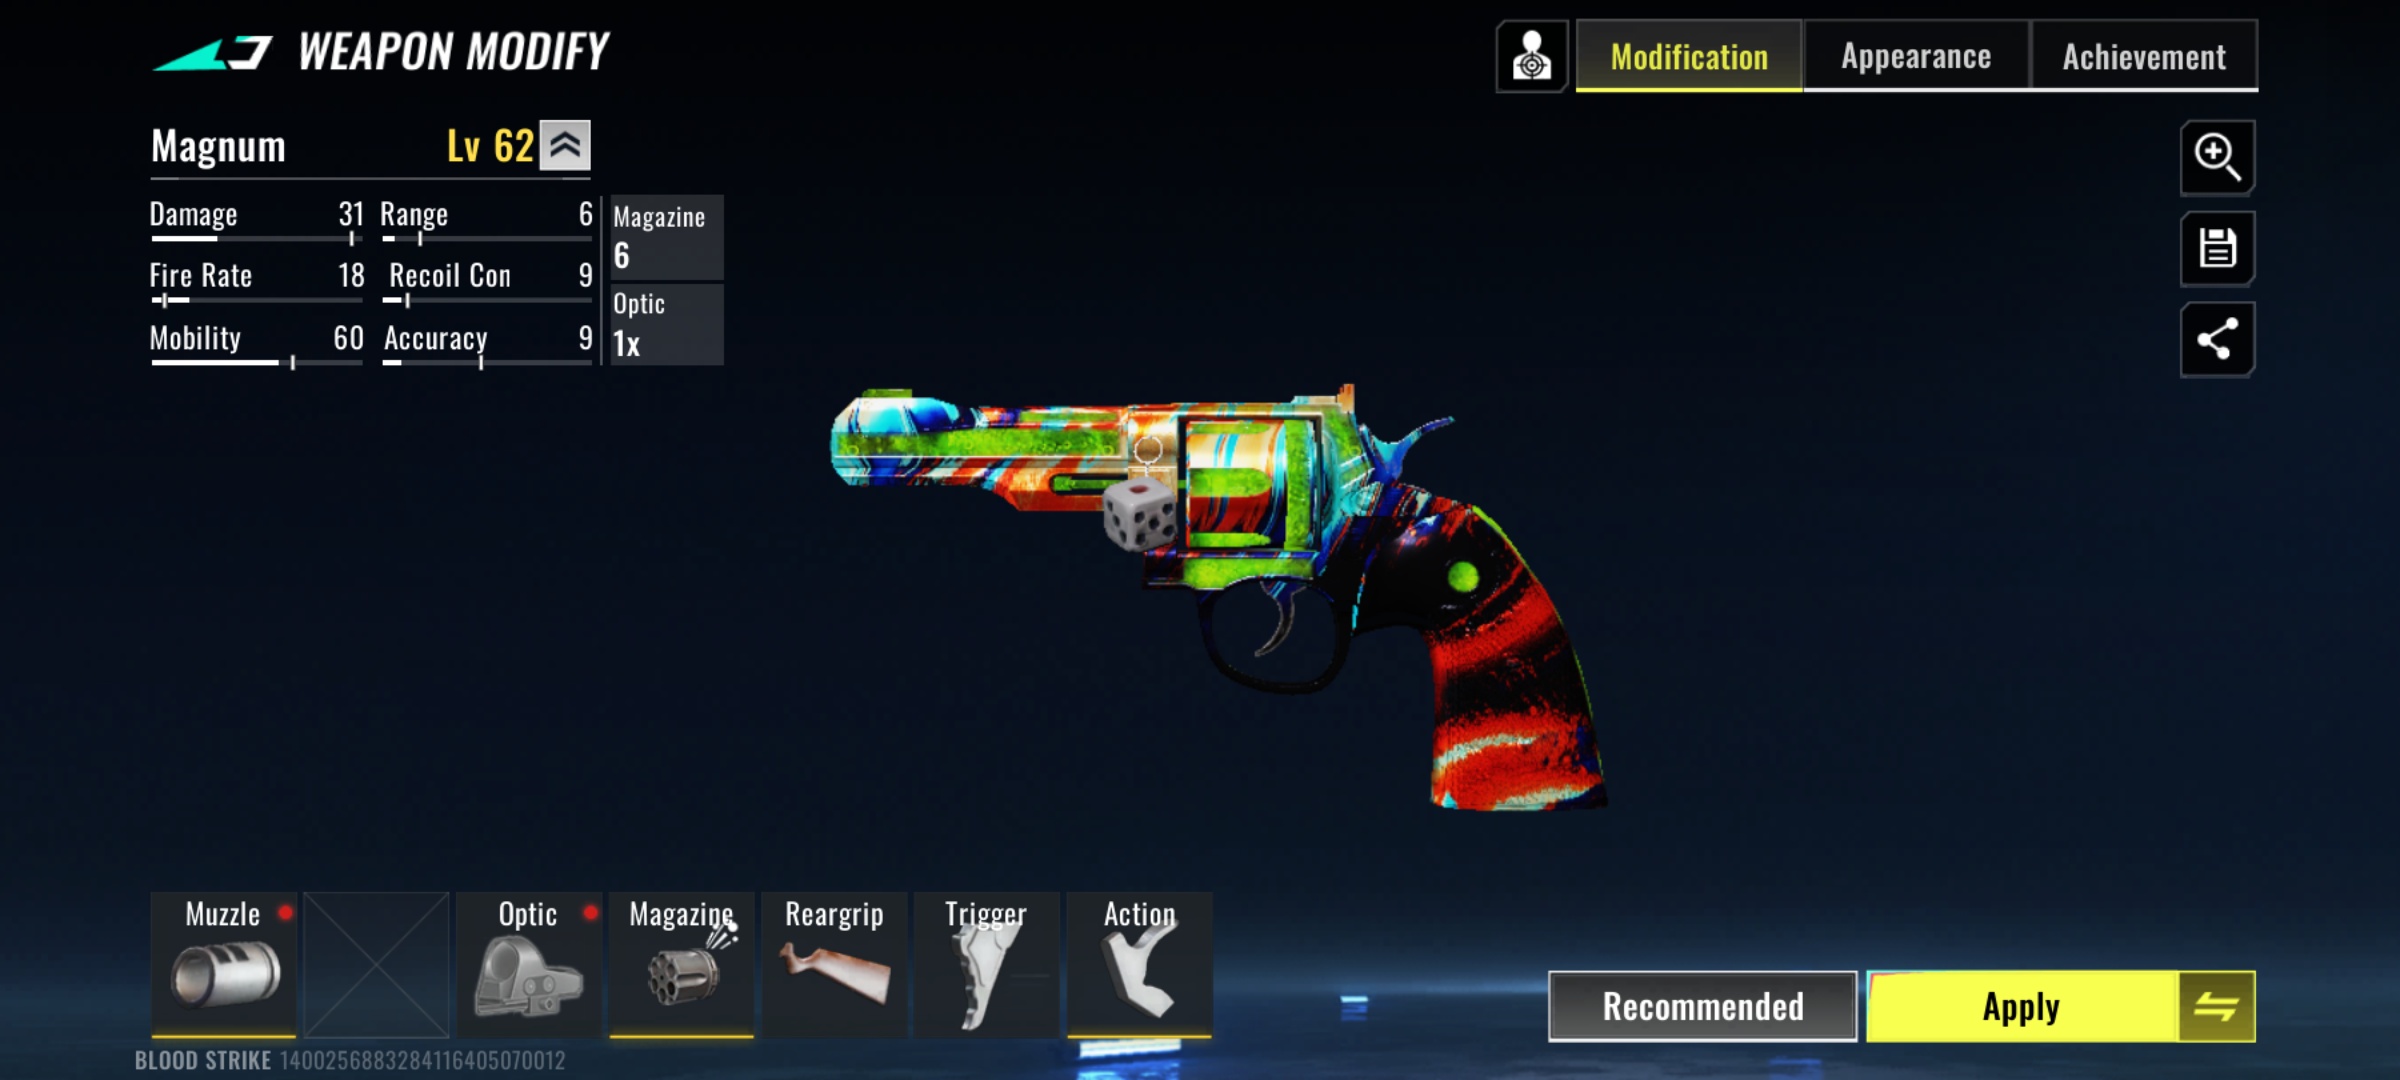 WEAPON MODIFY
Modification
Appearance
Achievement
Magnum Lv 62
Damage 31 Range 6
Magazine
6
Fire Rate 18 Recoil Con 9
Optic
1x
Mobility 60 Accuracy 9
Muzzle
Optic
Magazine
Reargrip
Trigger
Action
Recommended
Apply
BLOOD STRIKE 1400256883284116405070012